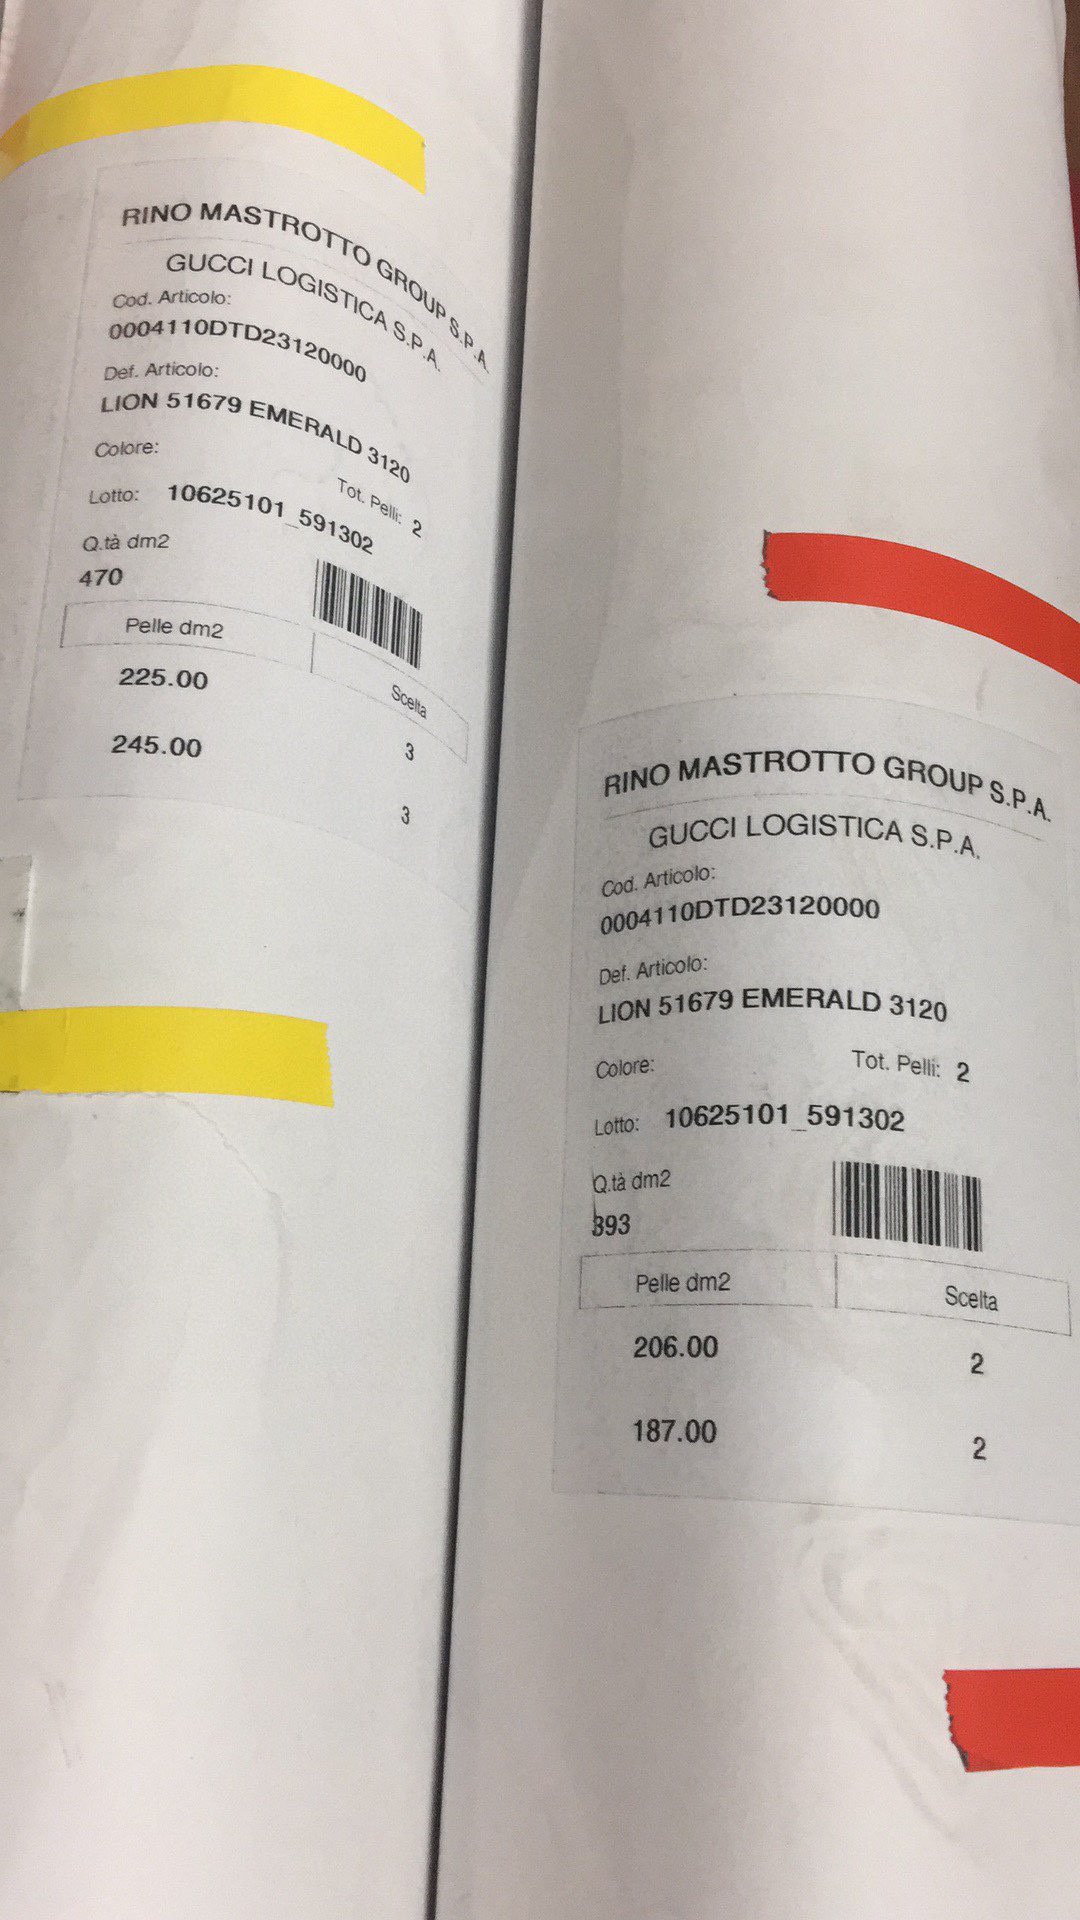 RINO MASTROTTO GROUP S.P.A.
GUCCI LOGISTICA S.P.A.
Cod. Articolo:
0004110DTD23120000
Def. Articolo:
LION 51679 EMERALD 3120
Colore:
Tot. Pelli: 2
Lotto: 10625101_591302
Q.tà dm2
470
Pelle dm2 Scelta
225.00 3
245.00 3
RINO MASTROTTO GROUP S.P.A.
GUCCI LOGISTICA S.P.A.
Cod. Articolo:
0004110DTD23120000
Def. Articolo:
LION 51679 EMERALD 3120
Colore: Tot. Pelli: 2
Lotto: 10625101_591302
Q.tà dm2
393
Pelle dm2 Scelta
206.00 2
187.00 2